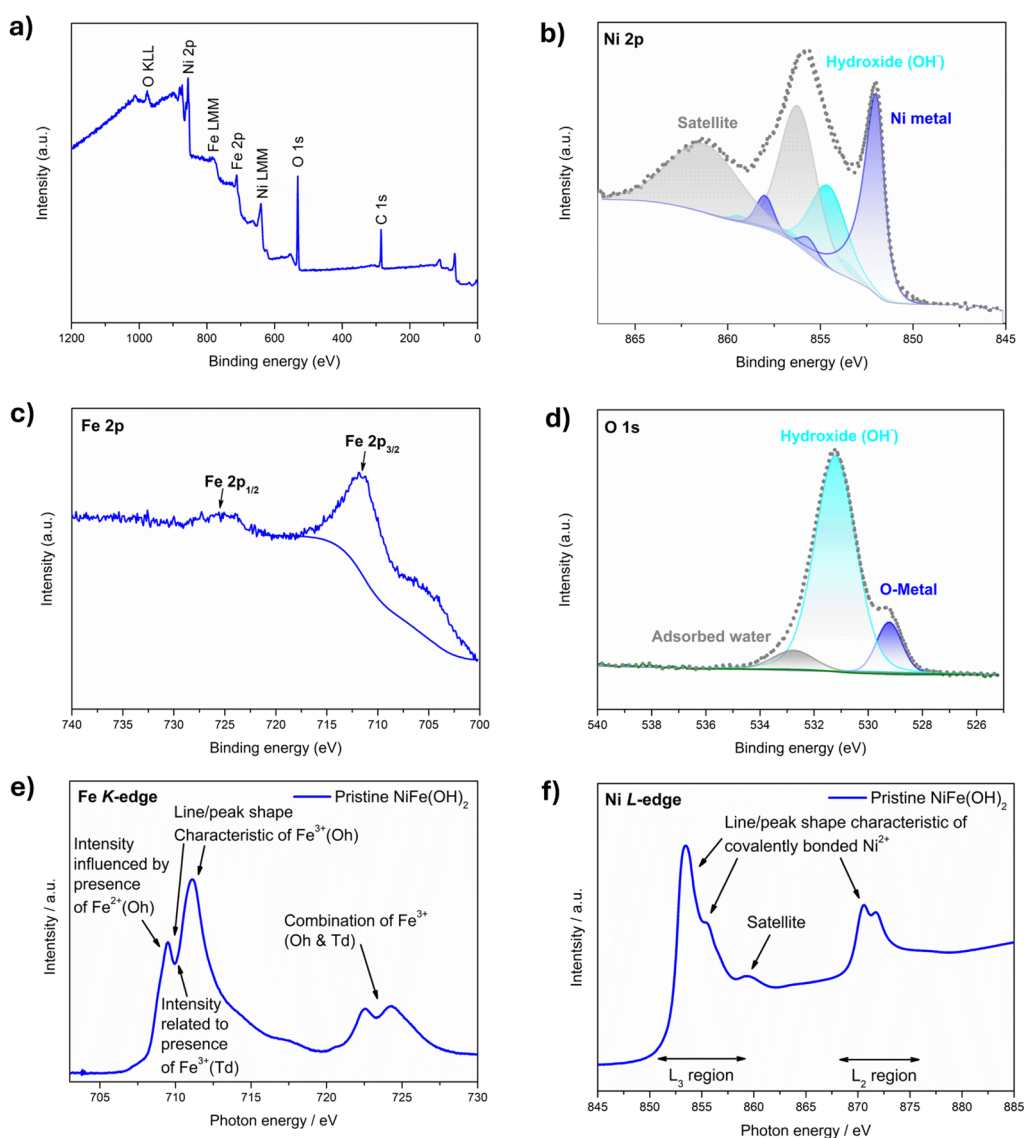 a)
O KLL
Ni 2p
Fe LMM
Fe 2p
Ni LMM
O 1s
C 1s
Intensity (a.u.)
1200 1000 800 600 400 200 0
Binding energy (eV)
b)
Ni 2p
Hydroxide (OH⁻)
Satellite
Ni metal
Intensity (a.u.)
865 860 855 850 845
Binding energy (eV)
c)
Fe 2p
Fe 2p₃/₂
Fe 2p₁/₂
Intensity (a.u.)
740 730 725 720 715 710 705 700
Binding energy (eV)
d)
O 1s
Hydroxide (OH⁻)
O-Metal
Adsorbed water
Intensity (a.u.)
540 538 536 534 532 530 528 526
Binding energy (eV)
e)
Fe K-edge
Pristine NiFe(OH)₂
Line/peak shape
Characteristic of Fe³⁺(Oh)
Intensity
influenced by
presence
of Fe²⁺(Oh)
Combination of Fe³⁺
(Oh & Td)
Intensity
related to
presence
of Fe³⁺(Td)
Intentsity / a.u.
705 710 715 720 725 730
Photon energy / eV
f)
Ni L-edge
Pristine NiFe(OH)₂
Line/peak shape characteristic of
covalently bonded Ni²⁺
Satellite
L₃ region
L₂ region
Intentsity / a.u.
845 850 855 860 865 870 875 880 885
Photon energy / eV